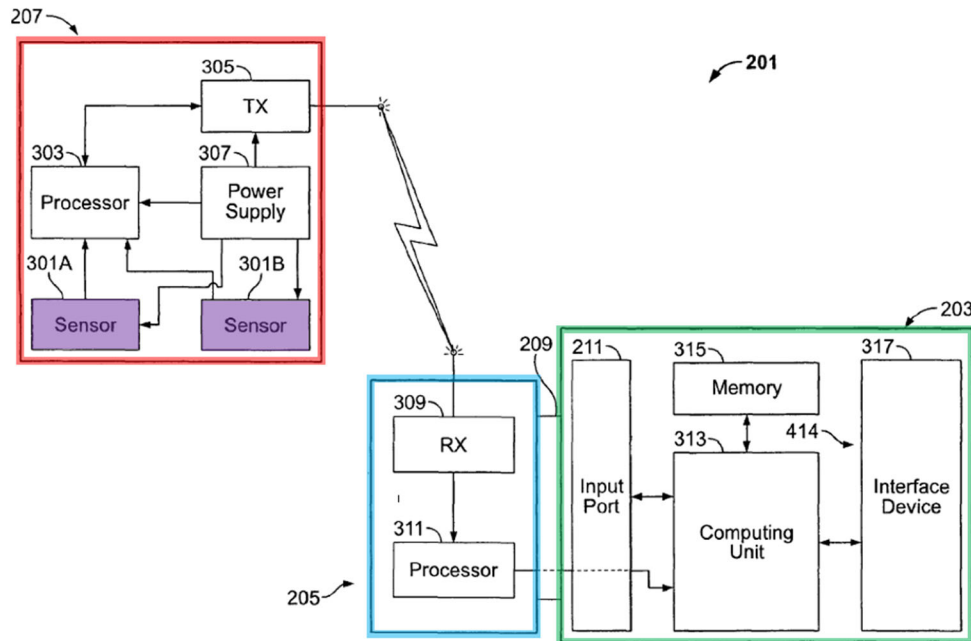 207
201
305
TX
303
Processor
307
Power
Supply
301A
Sensor
301B
Sensor
203
209
211
Input
Port
315
Memory
317
Interface
Device
414
313
Computing
Unit
309
RX
311
Processor
205